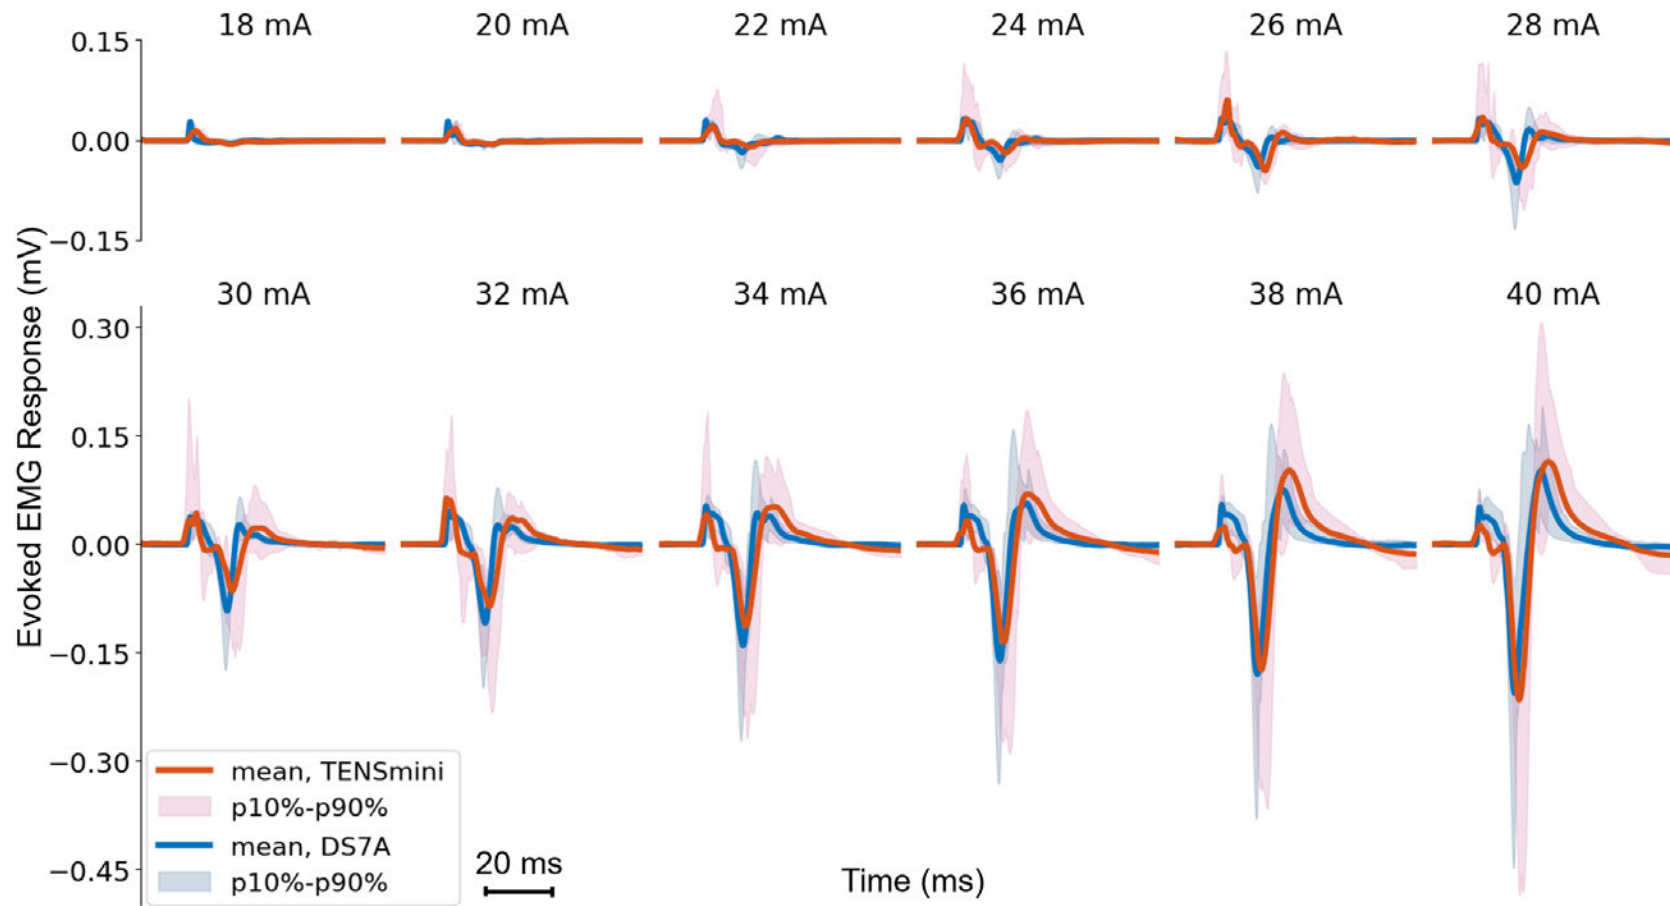 18 mA 20 mA 22 mA 24 mA 26 mA 28 mA
0.15
0.00
−0.15
Evoked EMG Response (mV)
30 mA 32 mA 34 mA 36 mA 38 mA 40 mA
0.30
0.15
0.00
−0.15
−0.30
−0.45
mean, TENSmini
p10%-p90%
mean, DS7A
p10%-p90%
20 ms
Time (ms)